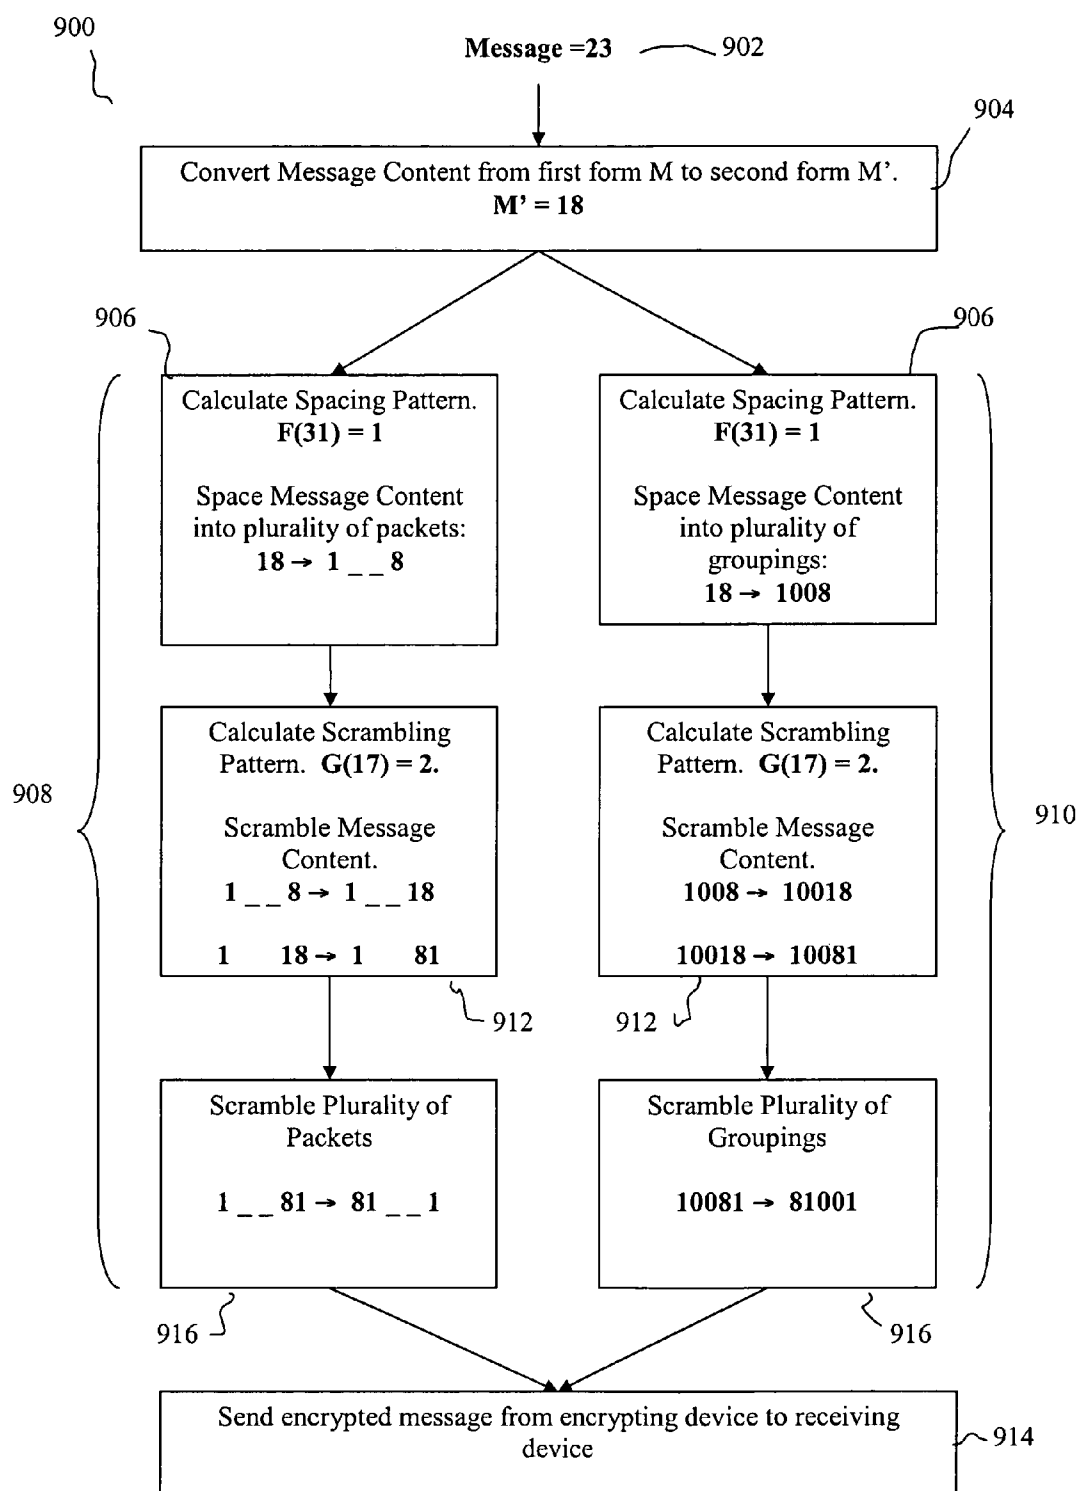 900
Message =23
902
904
Convert Message Content from first form M to second form M’.
M’ = 18
906
906
Calculate Spacing Pattern.
F(31) = 1
Space Message Content
into plurality of packets:
18 → 1 _ _ 8
Calculate Spacing Pattern.
F(31) = 1
Space Message Content
into plurality of
groupings:
18 → 1008
908
910
Calculate Scrambling
Pattern. G(17) = 2.
Scramble Message
Content.
1 _ _ 8 → 1 _ _ 18
1 18 → 1 81
Calculate Scrambling
Pattern. G(17) = 2.
Scramble Message
Content.
1008 → 10018
10018 → 10081
912
912
Scramble Plurality of
Packets
1 _ _ 81 → 81 _ _ 1
Scramble Plurality of
Groupings
10081 → 81001
916
916
Send encrypted message from encrypting device to receiving
device
914